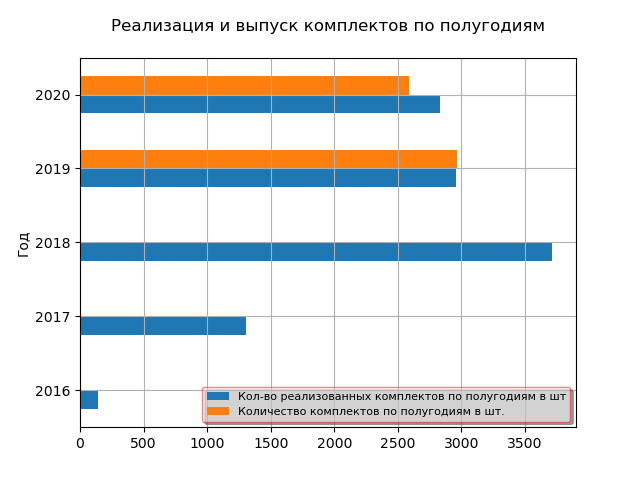 Реализация и выпуск комплектов по полугодиям
2020
2019
2018
2017
2016
Год
Кол-во реализованных комплектов по полугодиям в шт
Количество комплектов по полугодиям в шт.
0 500 1000 1500 2000 2500 3000 3500